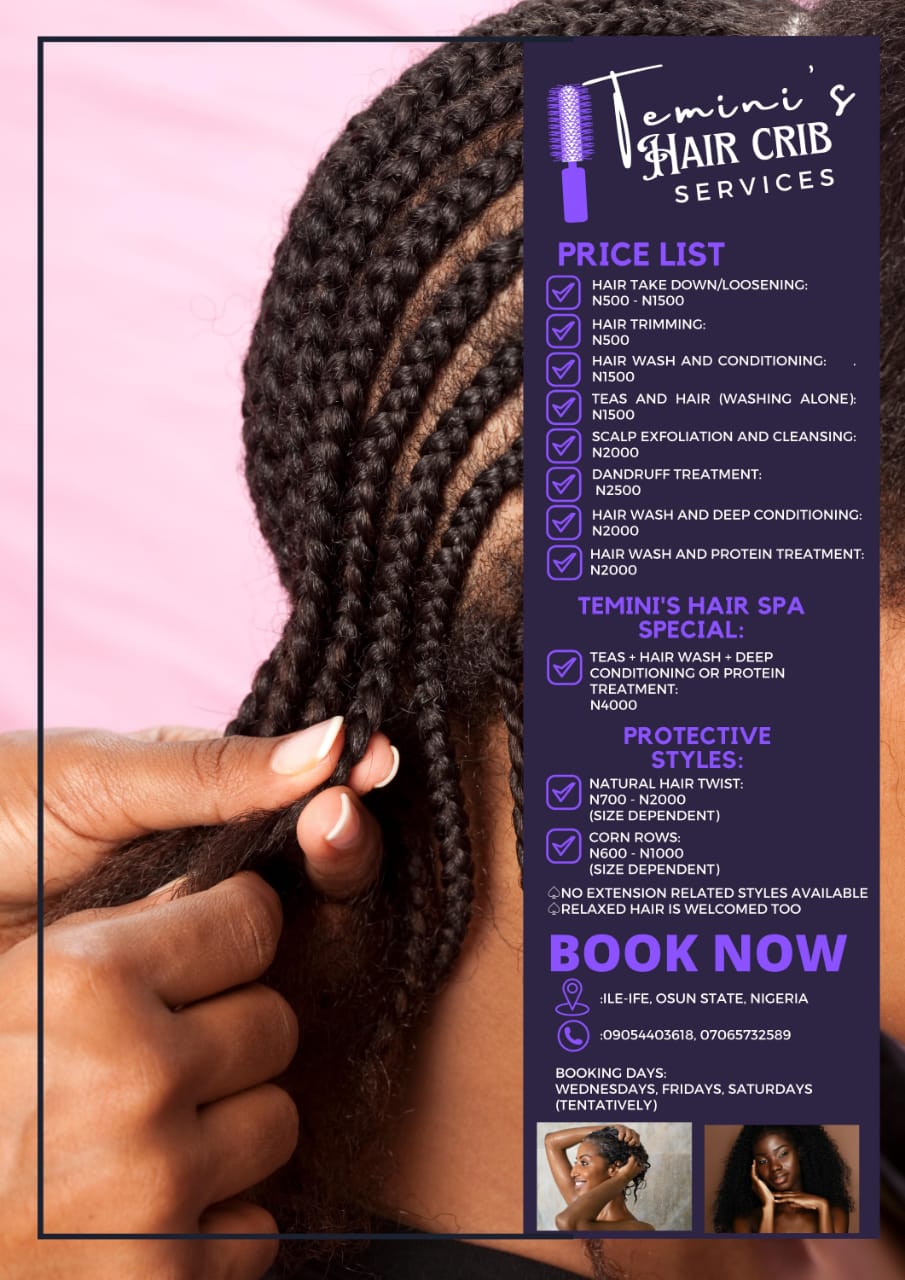 Temini's
HAIR CRIB
SERVICES
PRICE LIST
HAIR TAKE DOWN/LOOSENING:
N500 - N1500
HAIR TRIMMING:
N500
HAIR WASH AND CONDITIONING: .
N1500
TEAS AND HAIR (WASHING ALONE):
N1500
SCALP EXFOLIATION AND CLEANSING:
N2000
DANDRUFF TREATMENT:
N2500
HAIR WASH AND DEEP CONDITIONING:
N2000
HAIR WASH AND PROTEIN TREATMENT:
N2000
TEMINI'S HAIR SPA
SPECIAL:
TEAS + HAIR WASH + DEEP
CONDITIONING OR PROTEIN
TREATMENT:
N4000
PROTECTIVE
STYLES:
NATURAL HAIR TWIST:
N700 - N2000
(SIZE DEPENDENT)
CORN ROWS:
N600 - N1000
(SIZE DEPENDENT)
♤NO EXTENSION RELATED STYLES AVAILABLE
♤RELAXED HAIR IS WELCOMED TOO
BOOK NOW
:ILE-IFE, OSUN STATE, NIGERIA
:09054403618, 07065732589
BOOKING DAYS:
WEDNESDAYS, FRIDAYS, SATURDAYS
(TENTATIVELY)